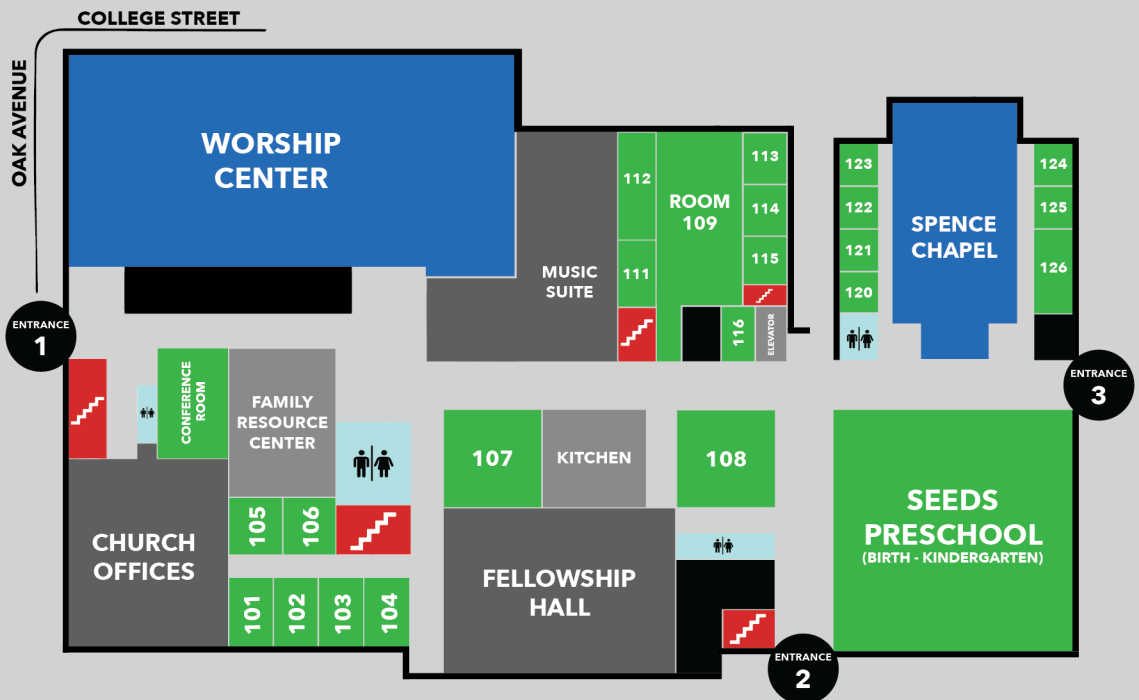 COLLEGE STREET
OAK AVENUE
WORSHIP
CENTER
112
111
ROOM
109
113
114
115
116
ELEVATOR
MUSIC
SUITE
123
122
121
120
SPENCE
CHAPEL
124
125
126
ENTRANCE
1
CONFERENCE
ROOM
FAMILY
RESOURCE
CENTER
ENTRANCE
3
107
KITCHEN
108
105
106
CHURCH
OFFICES
101
102
103
104
FELLOWSHIP
HALL
SEEDS
PRESCHOOL
(BIRTH - KINDERGARTEN)
ENTRANCE
2